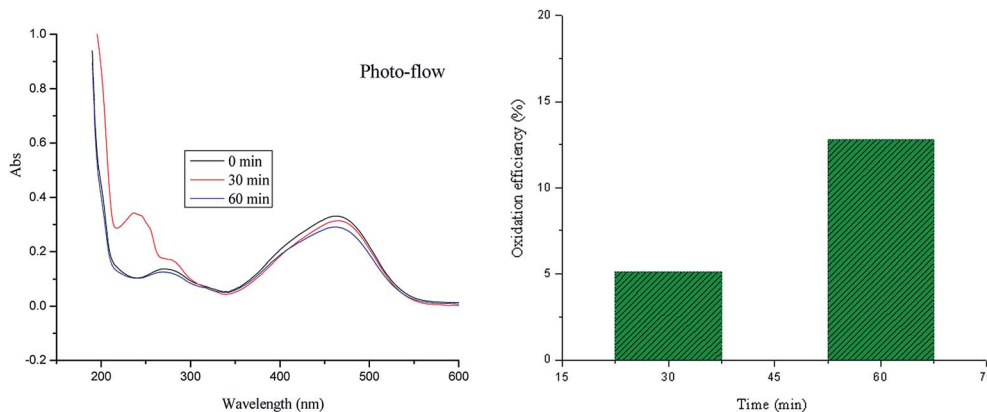 1.0
0.8
0.6
0.4
0.2
0.0
-0.2
Abs
Photo-flow
0 min
30 min
60 min
200
300
400
500
600
Wavelength (nm)
20
15
10
5
0
Oxidation efficiency (%)
15
30
45
60
75
Time (min)